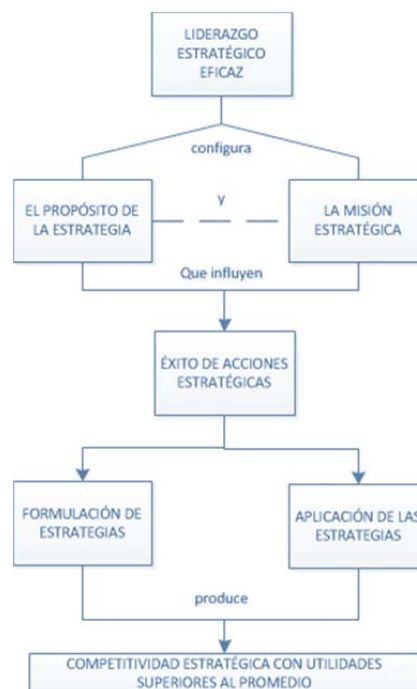 LIDERAZGO
ESTRATÉGICO
EFICAZ
configura
EL PROPÓSITO DE
LA ESTRATEGIA
y
LA MISIÓN
ESTRATÉGICA
Que influyen
ÉXITO DE ACCIONES
ESTRATÉGICAS
FORMULACIÓN DE
ESTRATEGIAS
APLICACIÓN DE LAS
ESTRATEGIAS
produce
COMPETITIVIDAD ESTRATÉGICA CON UTILIDADES
SUPERIORES AL PROMEDIO